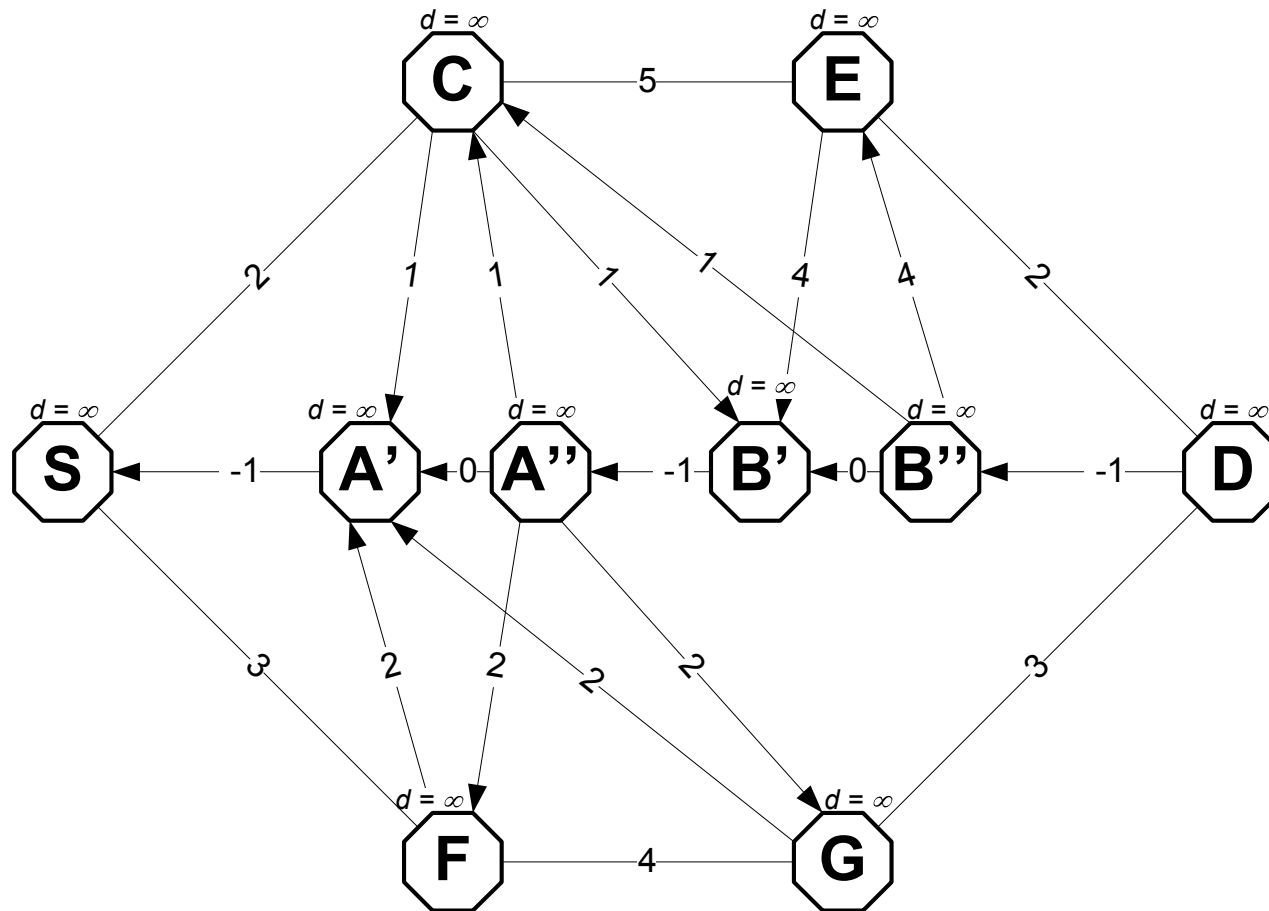 d = ∞ d = ∞
C 5 E
2 1 1 1 1 4 4 2
d = ∞
d = ∞ d = ∞ d = ∞ d = ∞ d = ∞
S -1 A' 0 A'' -1 B' 0 B'' -1 D
3 2 2 2 2 3
d = ∞ d = ∞
F 4 G